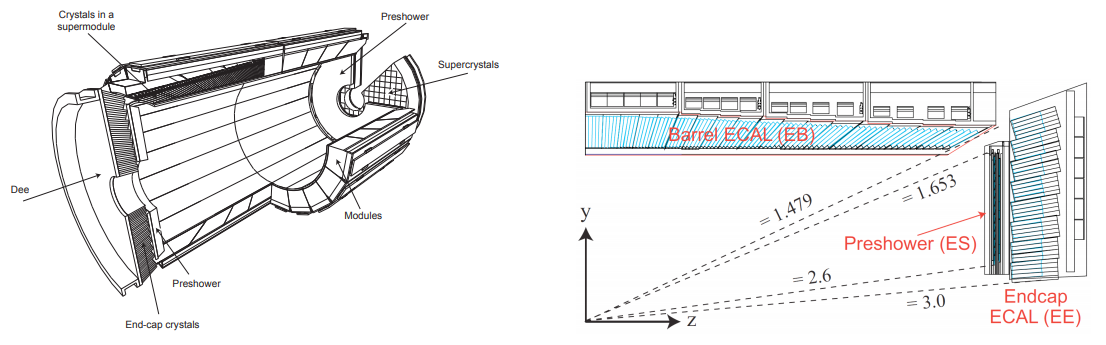 Crystals in a
supermodule
Preshower
Supercrystals
Dee
Modules
Preshower
End-cap crystals
Barrel ECAL (EB)
= 1.479
= 1.653
y
Preshower (ES)
= 2.6
= 3.0
z
Endcap
ECAL (EE)